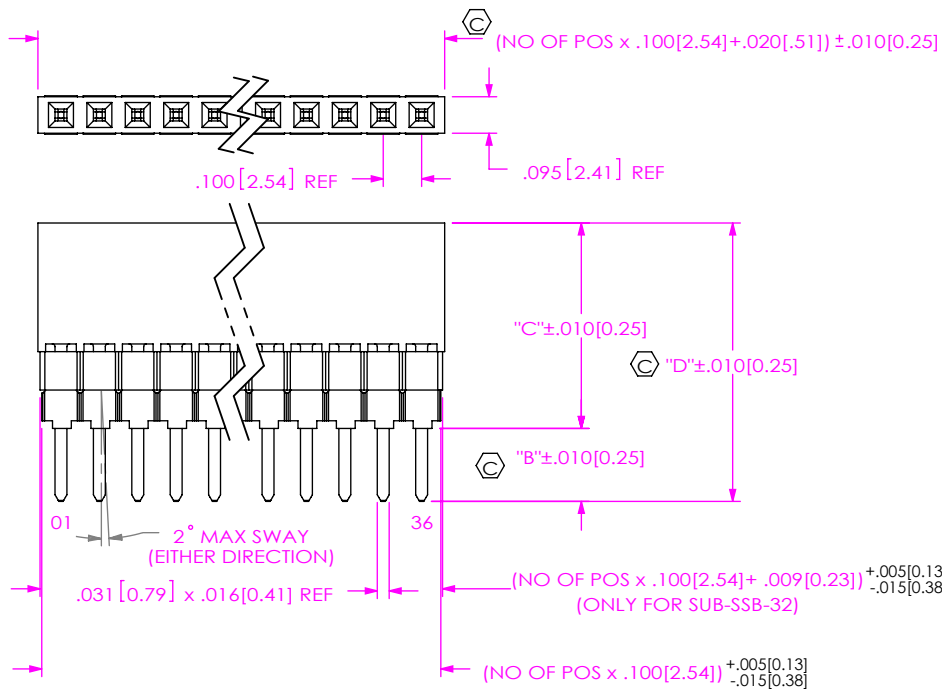 C
(NO OF POS x .100[2.54]+.020[.51]) ±.010[0.25]
.100[2.54] REF
.095[2.41] REF
"C"±.010[0.25]
C "D"±.010[0.25]
C "B"±.010[0.25]
01
36
2° MAX SWAY
(EITHER DIRECTION)
.031[0.79] x .016[0.41] REF
(NO OF POS x .100[2.54]+ .009[0.23]) +.005[0.13
-.015[0.38
(ONLY FOR SUB-SSB-32)
(NO OF POS x .100[2.54]) +.005[0.13]
-.015[0.38]